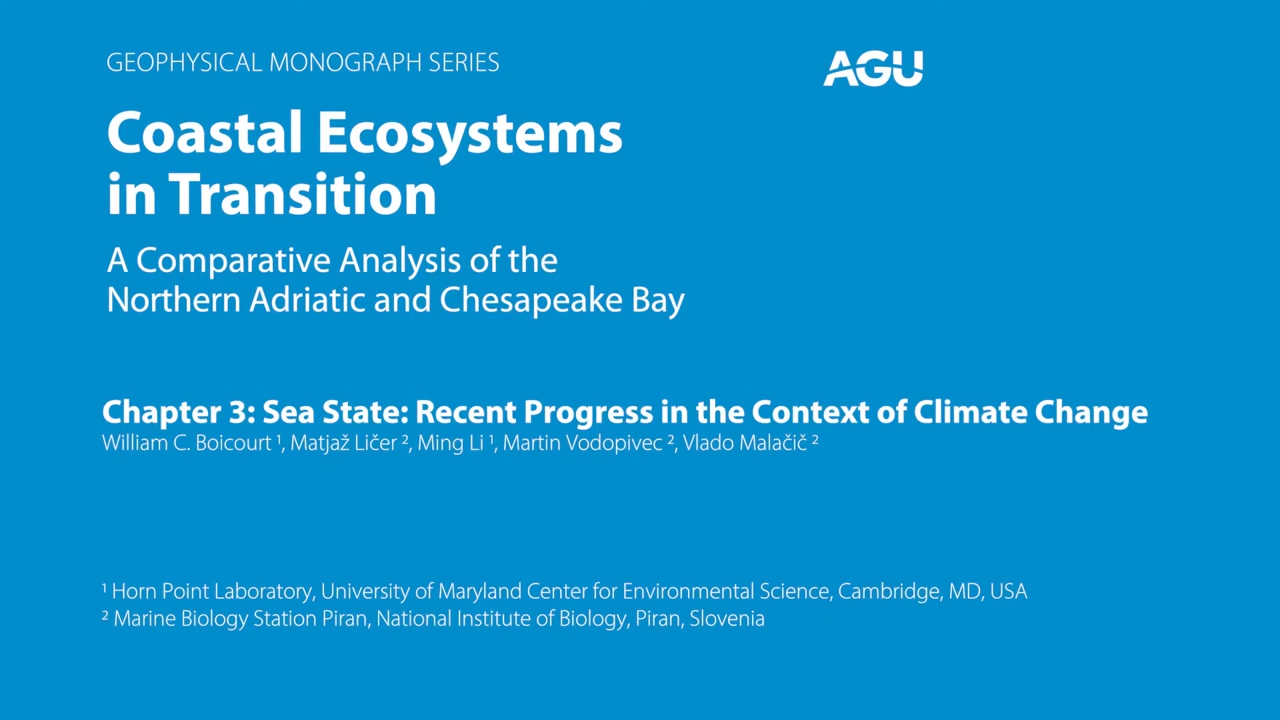 GEOPHYSICAL MONOGRAPH SERIES
AGU
Coastal Ecosystems
in Transition
A Comparative Analysis of the
Northern Adriatic and Chesapeake Bay
Chapter 3: Sea State: Recent Progress in the Context of Climate Change
William C. Boicourt ¹, Matjaž Ličer ², Ming Li ¹, Martin Vodopivec ², Vlado Malačič ²
¹ Horn Point Laboratory, University of Maryland Center for Environmental Science, Cambridge, MD, USA
² Marine Biology Station Piran, National Institute of Biology, Piran, Slovenia